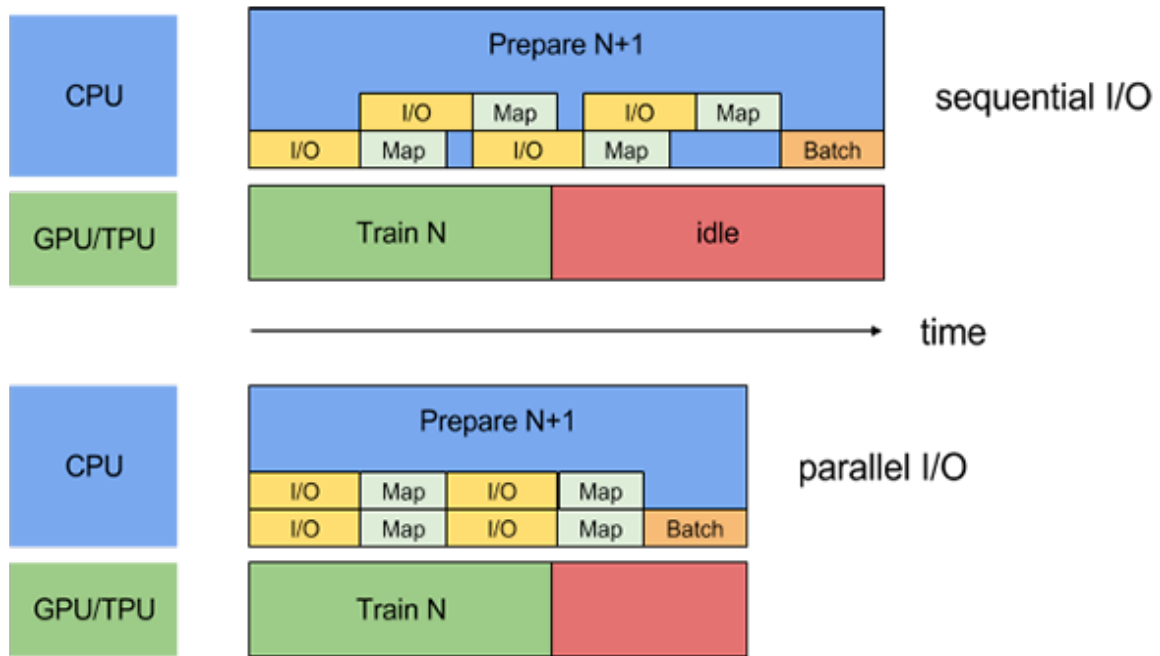 Prepare N+1
CPU
sequential I/O
I/O Map I/O Map
I/O Map I/O Map Batch
GPU/TPU
Train N
idle
time
CPU
Prepare N+1
parallel I/O
I/O Map I/O Map
I/O Map I/O Map Batch
GPU/TPU
Train N